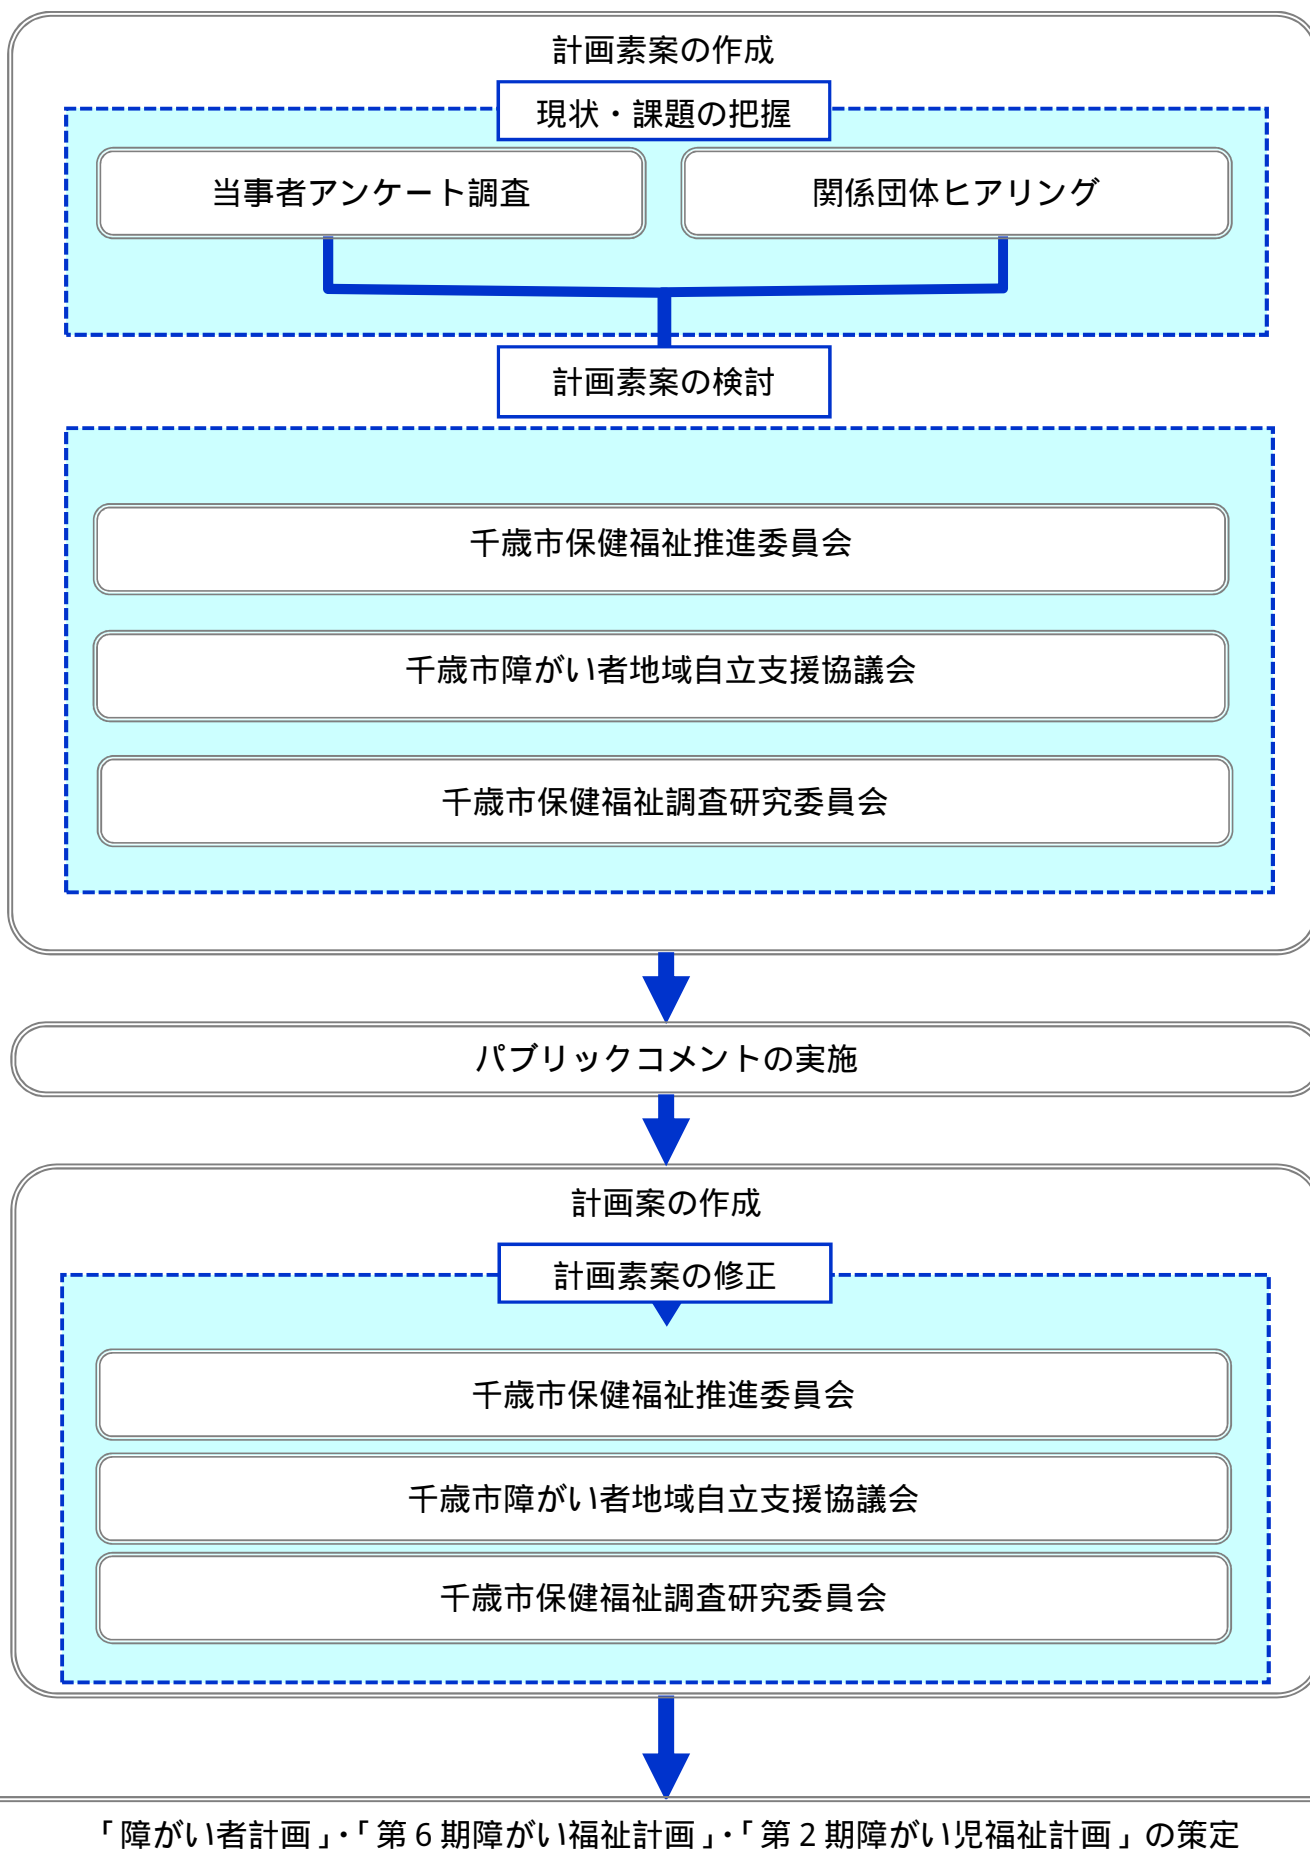 計画素案の作成
現状・課題の把握
当事者アンケート調査
関係団体ヒアリング
計画素案の検討
千歳市保健福祉推進委員会
千歳市障がい者地域自立支援協議会
千歳市保健福祉調査研究委員会
パブリックコメントの実施
計画案の作成
計画素案の修正
千歳市保健福祉推進委員会
千歳市障がい者地域自立支援協議会
千歳市保健福祉調査研究委員会
「障がい者計画」・「第６期障がい福祉計画」・「第２期障がい児福祉計画」の策定